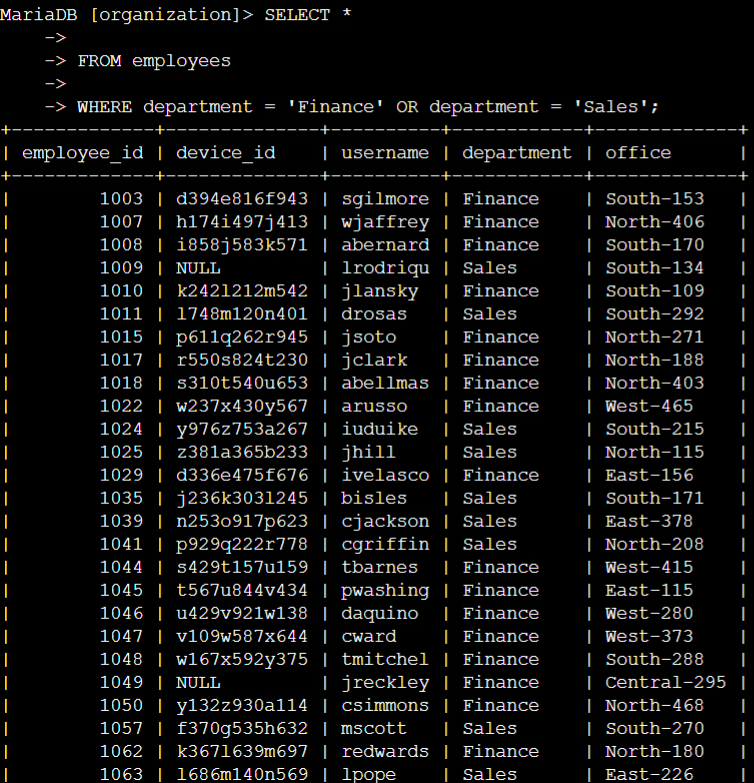 MariaDB [organization]> SELECT *
    ->
    -> FROM employees
    ->
    -> WHERE department = 'Finance' OR department = 'Sales';
+-------------+--------------+----------+------------+-------------+
| employee_id | device_id    | username | department | office      |
+-------------+--------------+----------+------------+-------------+
|        1003 | d394e816f943 | sgilmore | Finance    | South-153   |
|        1007 | h174i497j413 | wjaffrey | Finance    | North-406   |
|        1008 | i858j583k571 | abernard | Finance    | South-170   |
|        1009 | NULL         | lrodriqu | Sales      | South-134   |
|        1010 | k242l212m542 | jlansky  | Finance    | South-109   |
|        1011 | l748m120n401 | drosas   | Sales      | South-292   |
|        1015 | p611q262r945 | jsoto    | Finance    | North-271   |
|        1017 | r550s824t230 | jclark   | Finance    | North-188   |
|        1018 | s310t540u653 | abellmas | Finance    | North-403   |
|        1022 | w237x430y567 | arusso   | Finance    | West-465    |
|        1024 | y976z753a267 | iuduike  | Sales      | South-215   |
|        1025 | z381a365b233 | jhill    | Sales      | North-115   |
|        1029 | d336e475f676 | ivelasco | Finance    | East-156    |
|        1035 | j236k303l245 | bisles   | Sales      | South-171   |
|        1039 | n253o917p623 | cjackson | Sales      | East-378    |
|        1041 | p929q222r778 | cgriffin | Sales      | North-208   |
|        1044 | s429t157u159 | tbarnes  | Finance    | West-415    |
|        1045 | t567u844v434 | pwashing | Finance    | East-115    |
|        1046 | u429v921w138 | daquino  | Finance    | West-280    |
|        1047 | v109w587x644 | cward    | Finance    | West-373    |
|        1048 | w167x592y375 | tmitchel | Finance    | South-288   |
|        1049 | NULL         | jreckley | Finance    | Central-295 |
|        1050 | y132z930a114 | csimmons | Finance    | North-468   |
|        1057 | f370g535h632 | mscott   | Sales      | South-270   |
|        1062 | k367l639m697 | redwards | Finance    | North-180   |
|        1063 | l686m140n569 | lpope    | Sales      | East-226    |